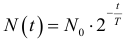 N(t) = N₀ · 2^(-t/T)